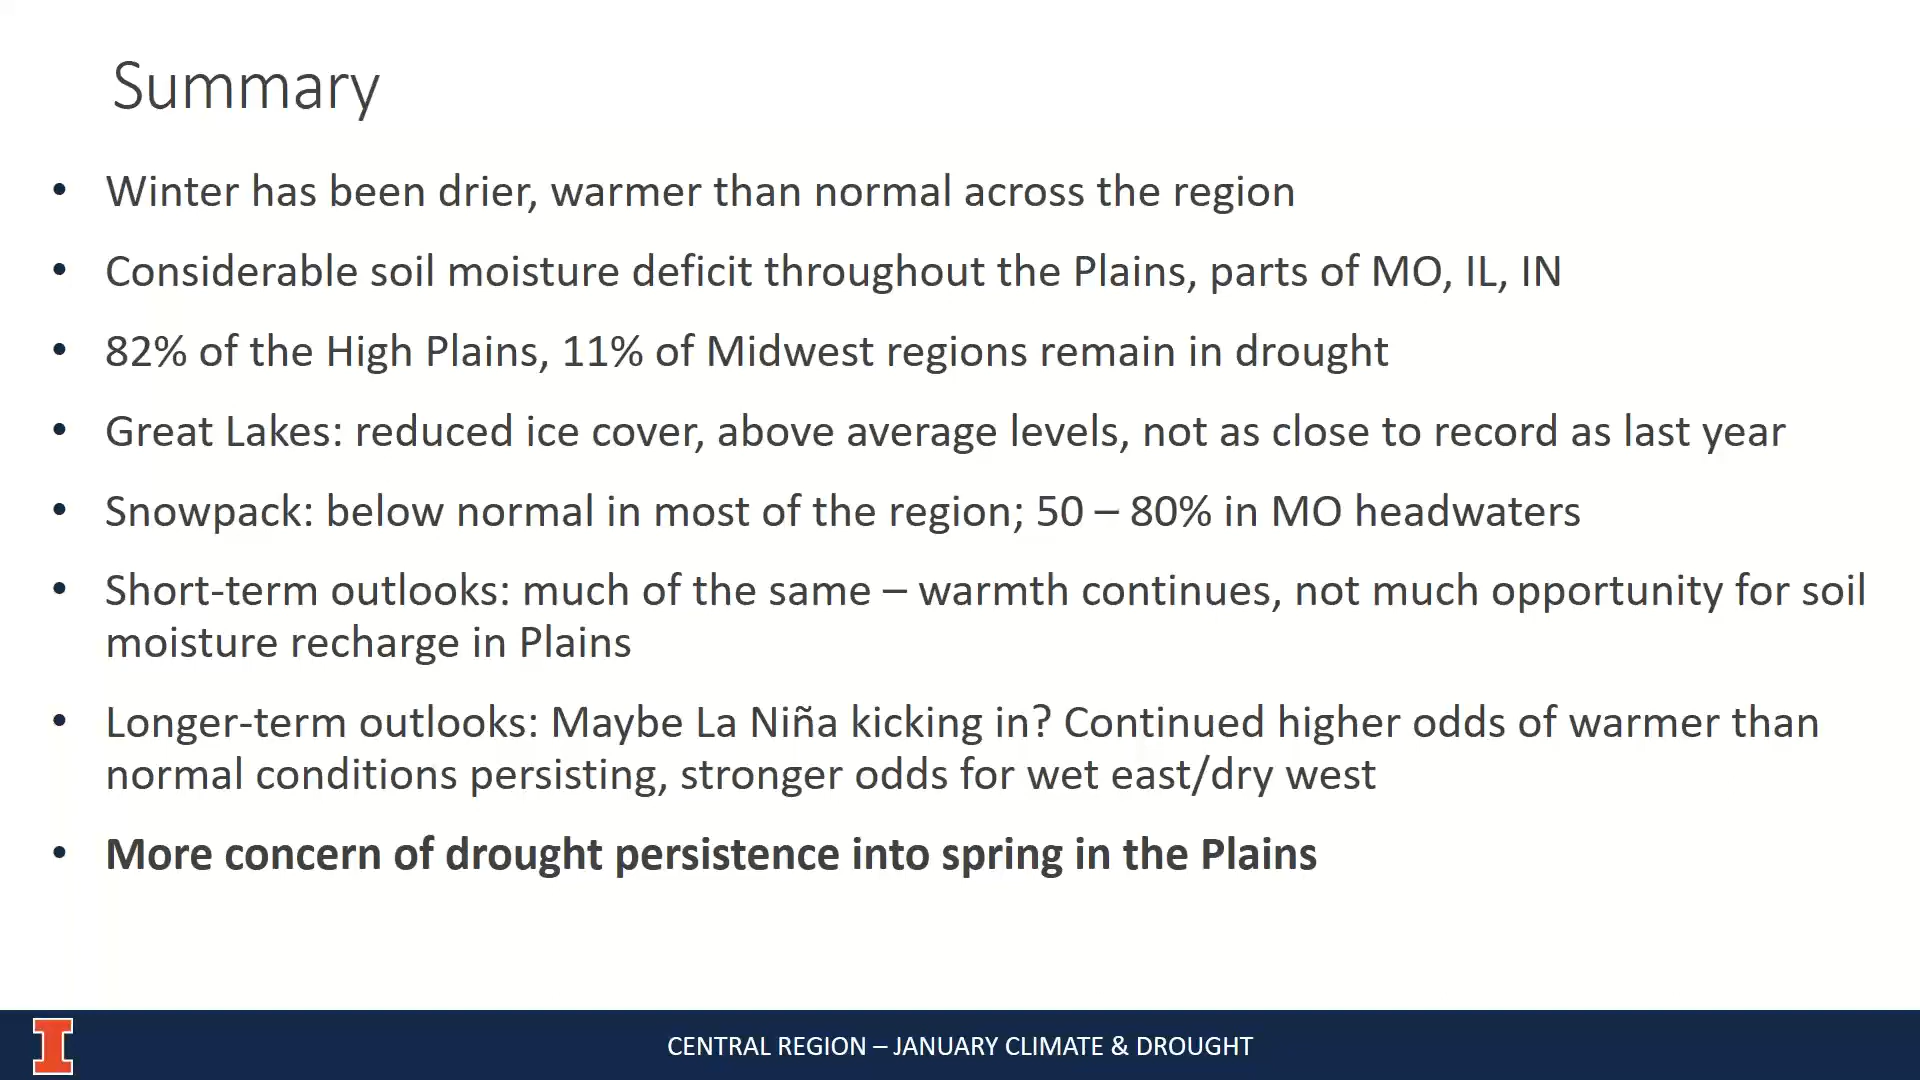 Summary
• Winter has been drier, warmer than normal across the region
• Considerable soil moisture deficit throughout the Plains, parts of MO, IL, IN
• 82% of the High Plains, 11% of Midwest regions remain in drought
• Great Lakes: reduced ice cover, above average levels, not as close to record as last year
• Snowpack: below normal in most of the region; 50 – 80% in MO headwaters
• Short-term outlooks: much of the same – warmth continues, not much opportunity for soil
moisture recharge in Plains
• Longer-term outlooks: Maybe La Niña kicking in? Continued higher odds of warmer than
normal conditions persisting, stronger odds for wet east/dry west
• More concern of drought persistence into spring in the Plains
I
CENTRAL REGION – JANUARY CLIMATE & DROUGHT